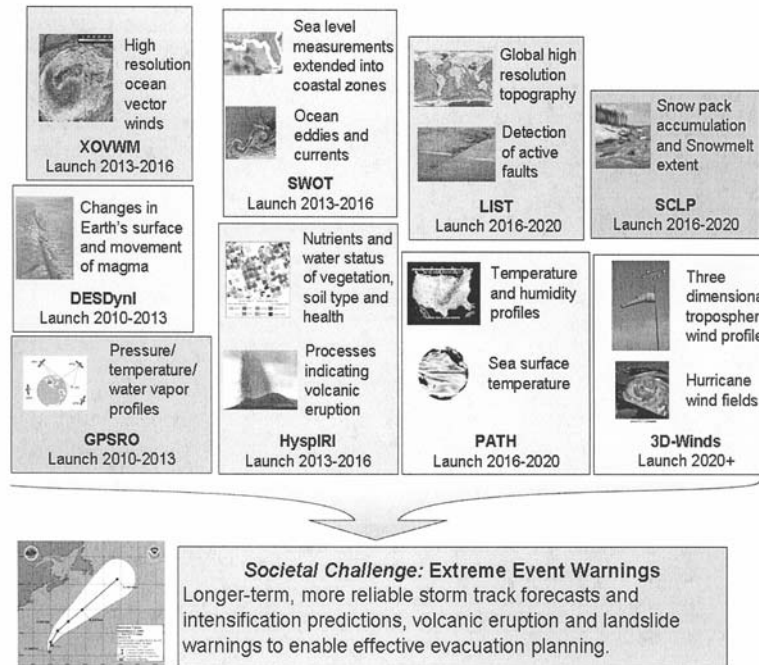 High
resolution
ocean
vector
winds
XOVWM
Launch 2013-2016
Sea level
measurements
extended into
coastal zones
Ocean
eddies and
currents
SWOT
Launch 2013-2016
Global high
resolution
topography
Detection
of active
faults
LIST
Launch 2016-2020
Snow pack
accumulation
and Snowmelt
extent
SCLP
Launch 2016-2020
Changes in
Earth's surface
and movement
of magma
DESDynI
Launch 2010-2013
Nutrients and
water status
of vegetation,
soil type and
health
Processes
indicating
volcanic
eruption
HyspIRI
Launch 2013-2016
Temperature
and humidity
profiles
Sea surface
temperature
PATH
Launch 2016-2020
Three
dimensiona
tropospher
wind profile
Hurricane
wind fields
3D-Winds
Launch 2020+
Pressure/
temperature/
water vapor
profiles
GPSRO
Launch 2010-2013
Societal Challenge: Extreme Event Warnings
Longer-term, more reliable storm track forecasts and
intensification predictions, volcanic eruption and landslide
warnings to enable effective evacuation planning.